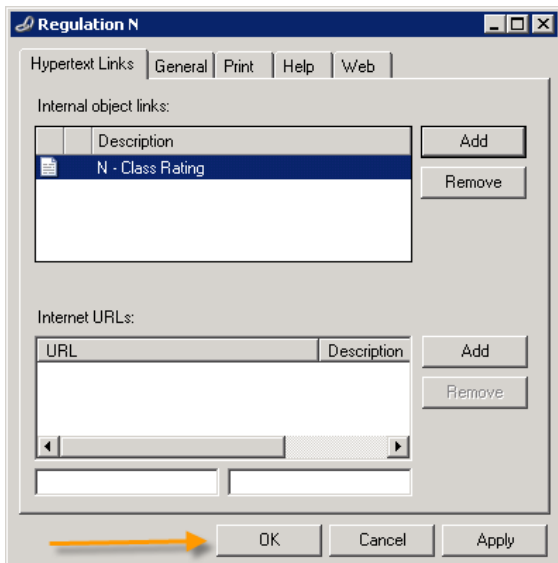 Regulation N
Hypertext Links General Print Help Web
Internal object links:
Description Add
N - Class Rating
Remove
Internet URLs:
URL Description Add
Remove
OK Cancel Apply